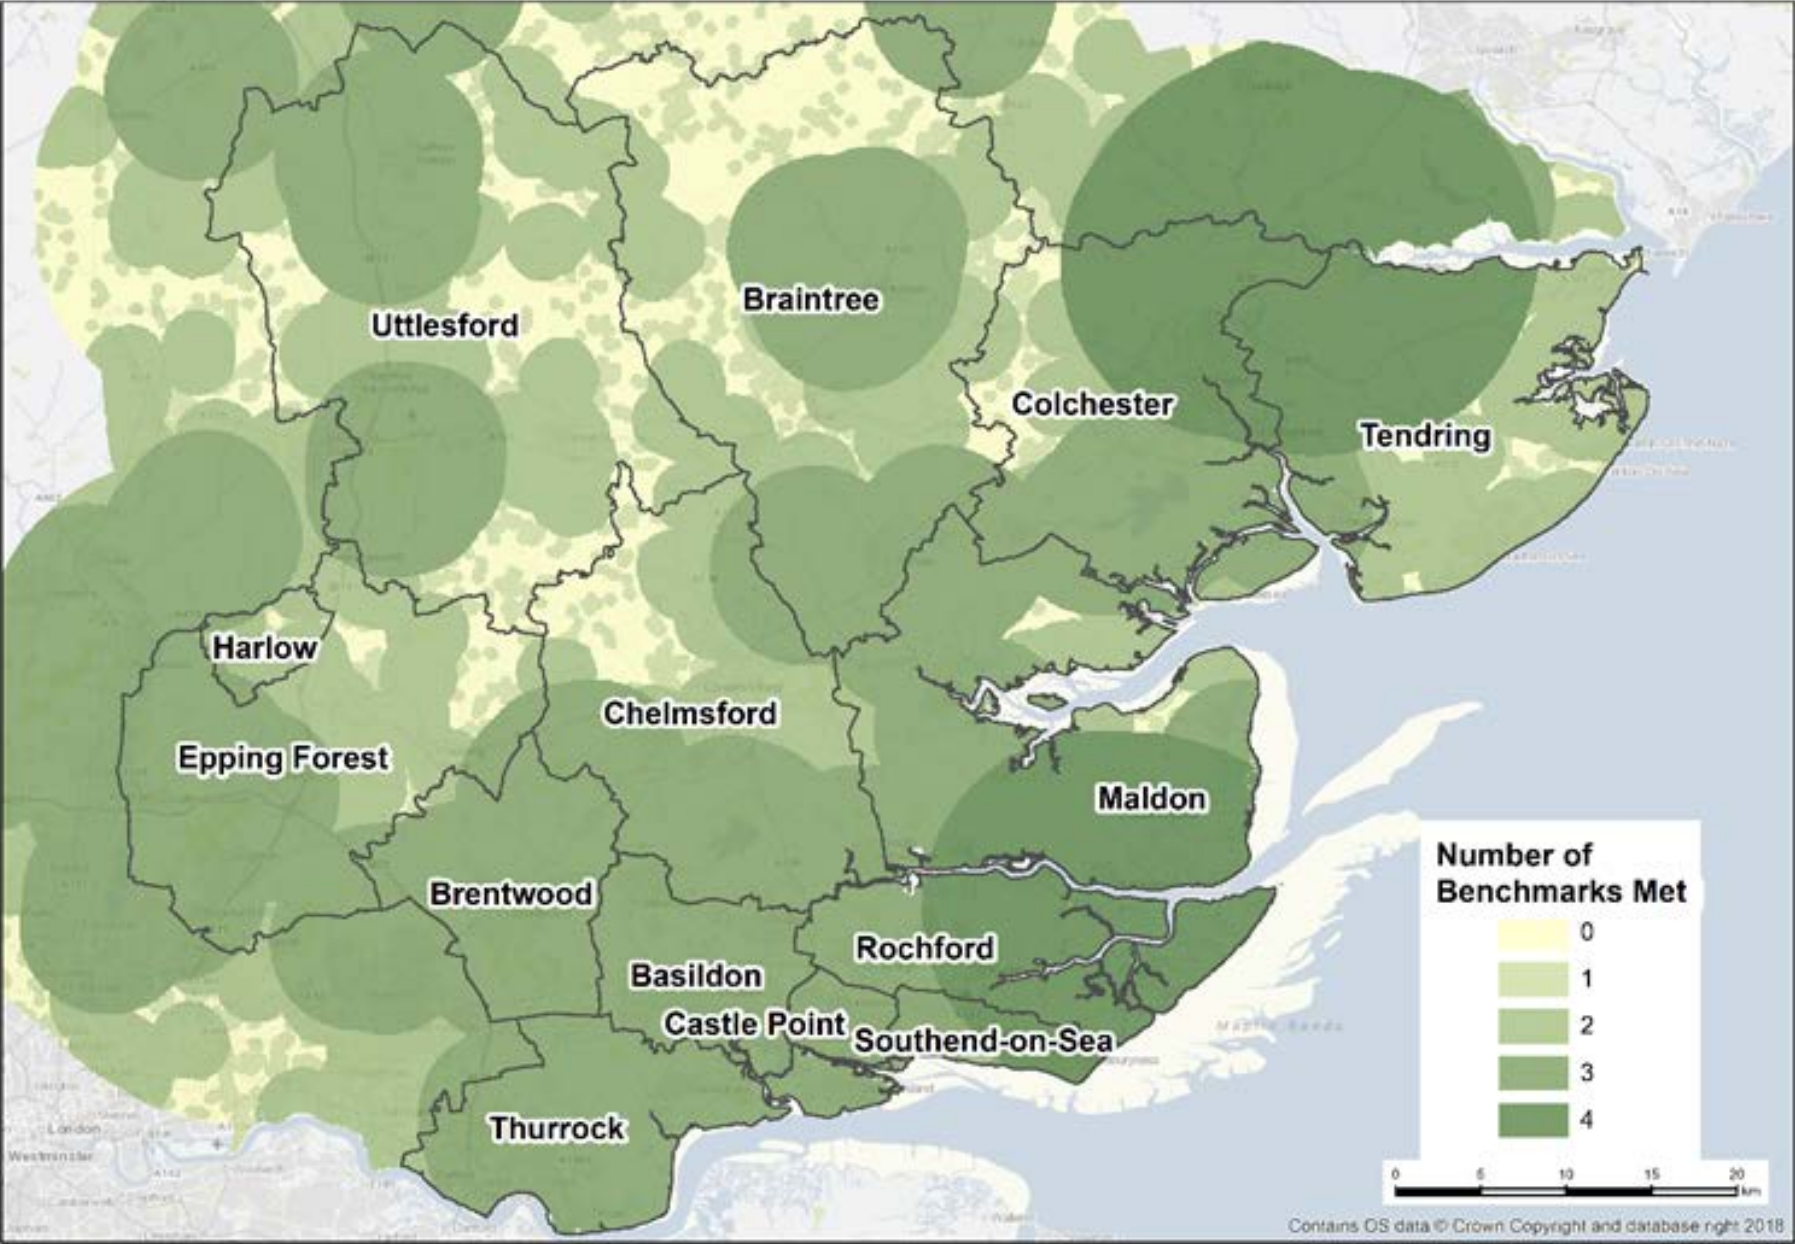 Uttlesford
Braintree
Colchester
Tendring
Harlow
Epping Forest
Chelmsford
Maldon
Brentwood
Rochford
Basildon
Castle Point
Southend-on-Sea
Thurrock
London
Westminster
Number of
Benchmarks Met
0
1
2
3
4
0 5 10 15 20
km
Contains OS data © Crown Copyright and database right 2018